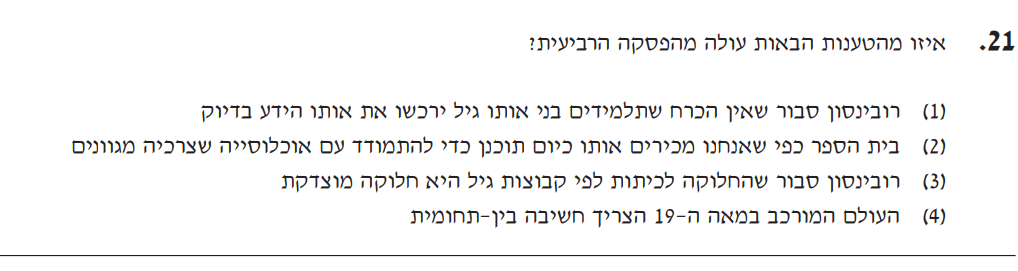 21. איזו מהטענות הבאות עולה מהפסקה הרביעית?
(1) רובינסון סבור שאין הכרח שתלמידים בני אותו גיל ירכשו את אותו הידע בדיוק
(2) בית הספר כפי שאנחנו מכירים אותו כיום תוכנן כדי להתמודד עם אוכלוסייה שצרכיה מגוונים
(3) רובינסון סבור שהחלוקה לכיתות לפי קבוצות גיל היא חלוקה מוצדקת
(4) העולם המורכב במאה ה-19 הצריך חשיבה בין-תחומית